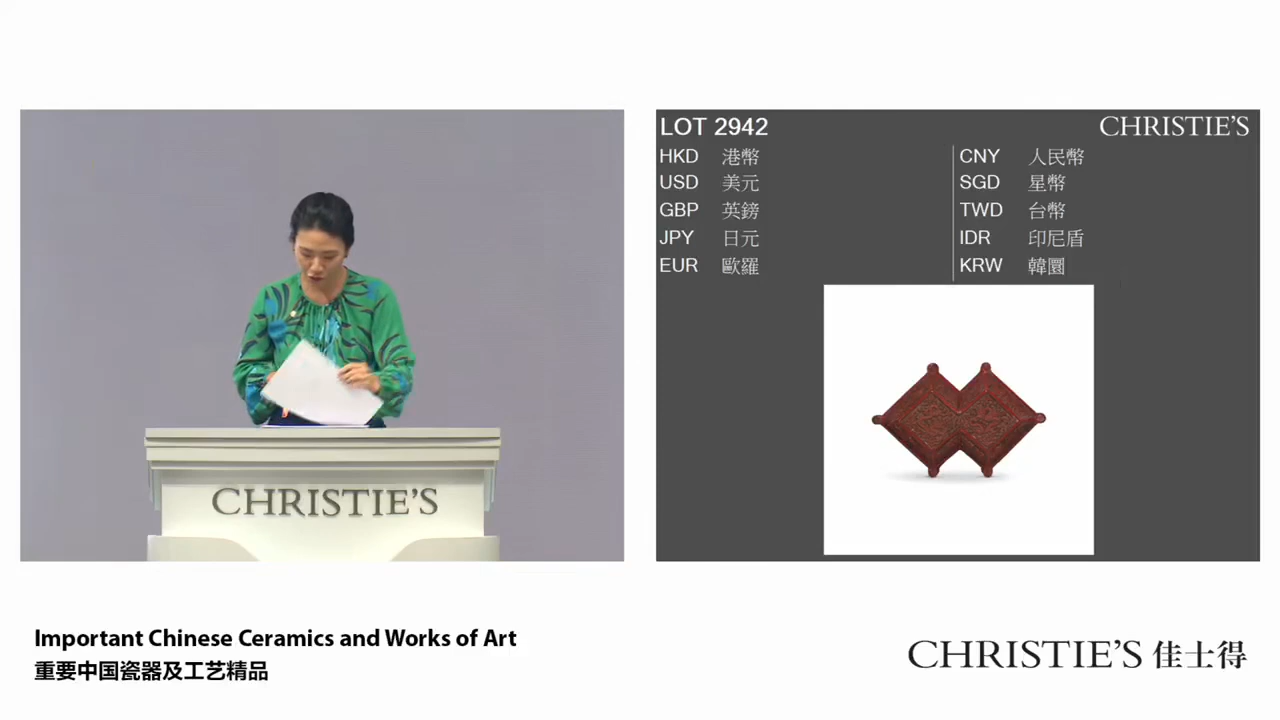 CHRISTIE'S
LOT 2942
CHRISTIE'S
HKD 港幣
USD 美元
GBP 英鎊
JPY 日元
EUR 歐羅
CNY 人民幣
SGD 星幣
TWD 台幣
IDR 印尼盾
KRW 韓圜
Important Chinese Ceramics and Works of Art
重要中国瓷器及工艺精品
CHRISTIE'S 佳士得